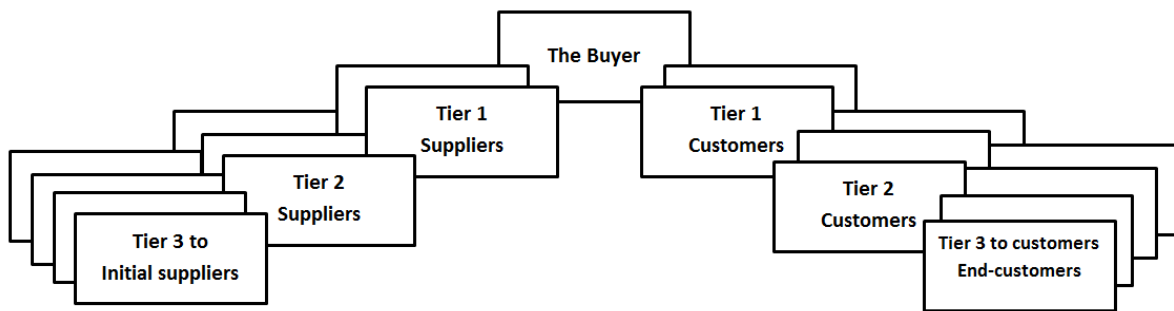 The Buyer
Tier 1
Suppliers
Tier 1
Customers
Tier 2
Suppliers
Tier 2
Customers
Tier 3 to
Initial suppliers
Tier 3 to customers
End-customers